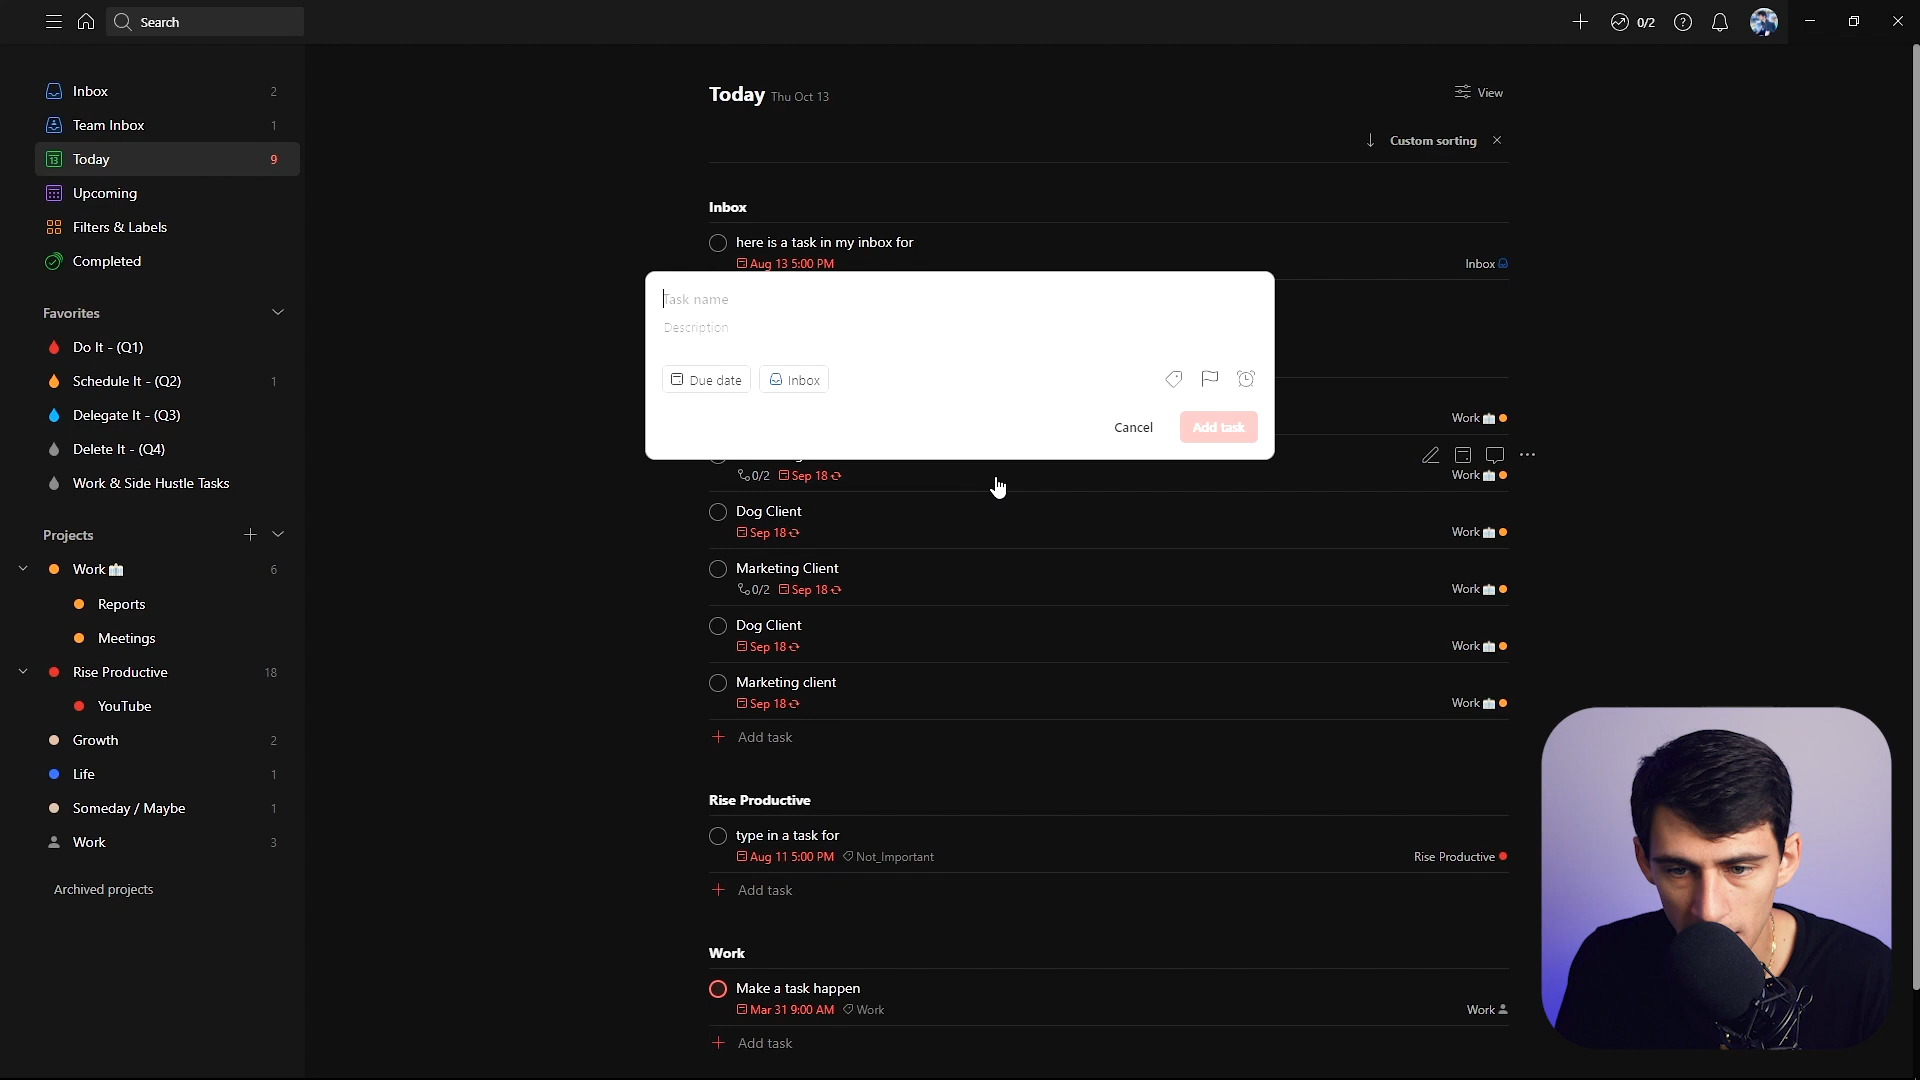 Search
0/2
Inbox 2
Team Inbox 1
13 Today 9
Upcoming
Filters & Labels
Completed
Favorites
Do It - (Q1)
Schedule It - (Q2) 1
Delegate It - (Q3)
Delete It - (Q4)
Work & Side Hustle Tasks
Projects
Work 6
Reports
Meetings
Rise Productive 18
YouTube
Growth 2
Life 1
Someday / Maybe 1
Work 3
Archived projects
Today Thu Oct 13
View
Custom sorting
Inbox
here is a task in my inbox for
Aug 13 5:00 PM Inbox
Task name
Description
Due date Inbox
Cancel Add task
Work
0/2 Sep 18 Work
Dog Client
Sep 18 Work
Marketing Client
0/2 Sep 18 Work
Dog Client
Sep 18 Work
Marketing client
Sep 18 Work
Add task
Rise Productive
type in a task for
Aug 11 5:00 PM Not_Important Rise Productive
Add task
Work
Make a task happen
Mar 31 9:00 AM Work Work
Add task